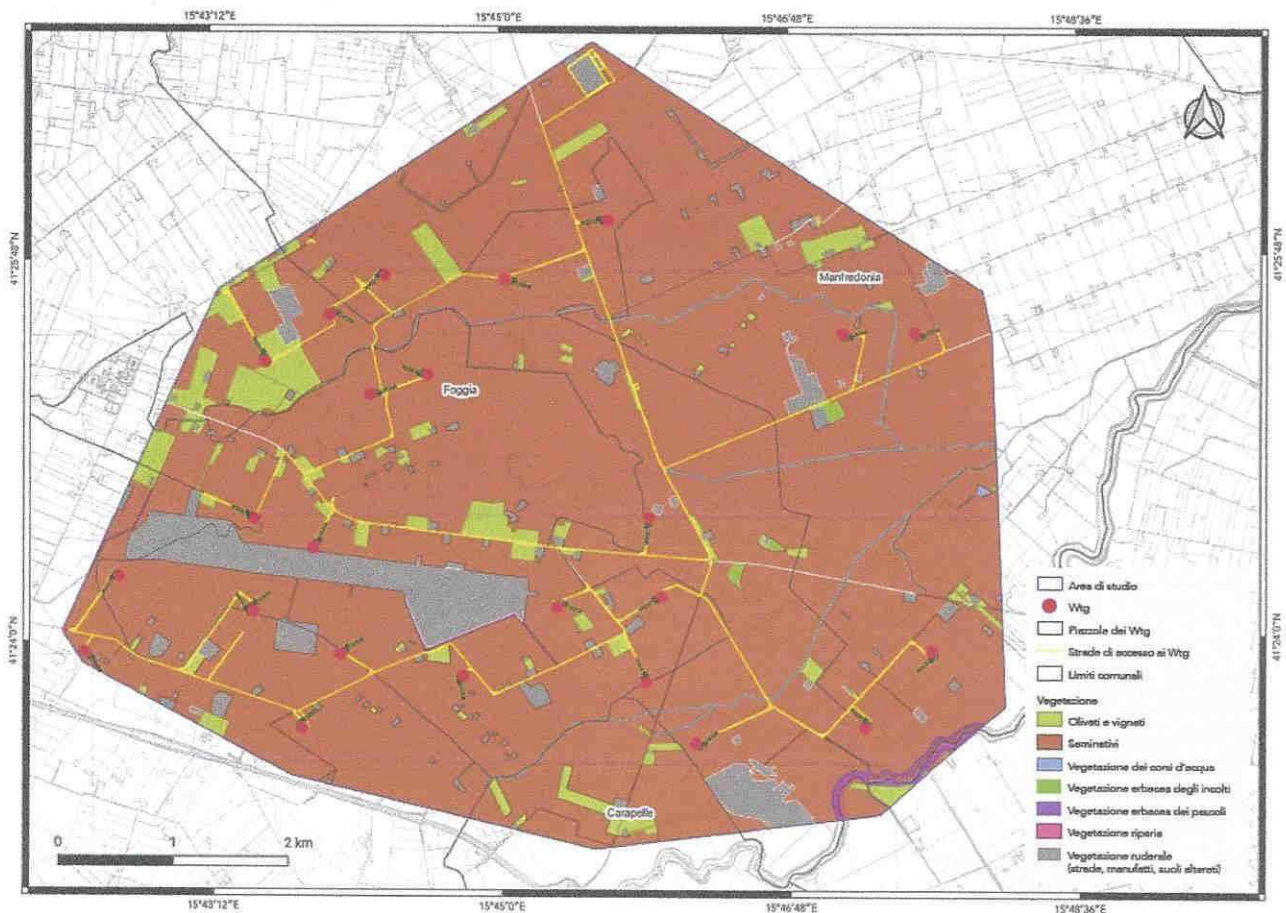 15°43'12"E 15°45'0"E 15°46'48"E 15°48'36"E
41°25'48"N 41°25'48"N
Manfredonia
Foggia
41°24'0"N 41°24'0"N
Carapelle
Area di studio
Wtg
Piazzole dei Wtg
Strade di accesso ai Wtg
Limiti comunali
Vegetazione
Oliveti e vigneti
Seminativi
Vegetazione dei corsi d'acqua
Vegetazione erbacea degli incolti
Vegetazione erbacea dei pascoli
Vegetazione riparia
Vegetazione ruderale
(strade, manufatti, suoli alterati)
0 1 2 km
15°43'12"E 15°45'0"E 15°46'48"E 15°48'36"E